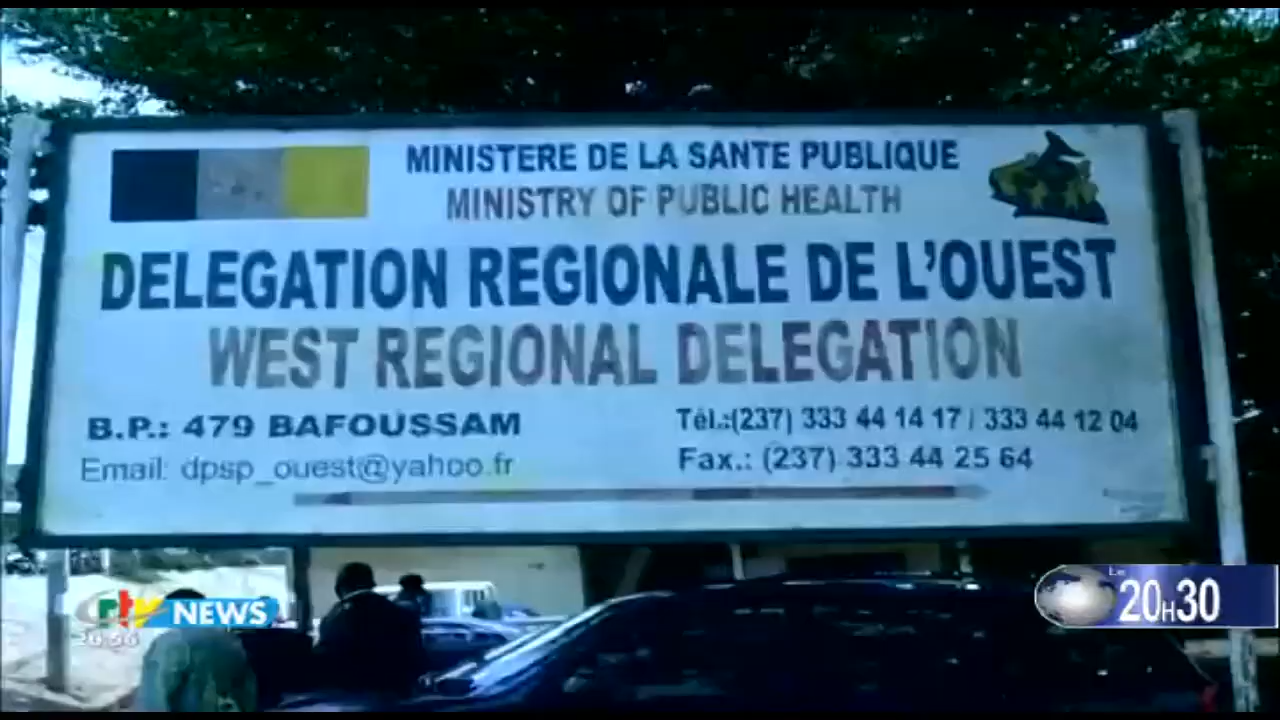 MINISTERE DE LA SANTE PUBLIQUE
MINISTRY OF PUBLIC HEALTH
DELEGATION REGIONALE DE L'OUEST
WEST REGIONAL DELEGATION
B.P.: 479 BAFOUSSAM
Email: dpsp_ouest@yahoo.fr
Tél.:(237) 333 44 14 17 / 333 44 12 04
Fax.: (237) 333 44 25 64
crtv NEWS
Le 20H30